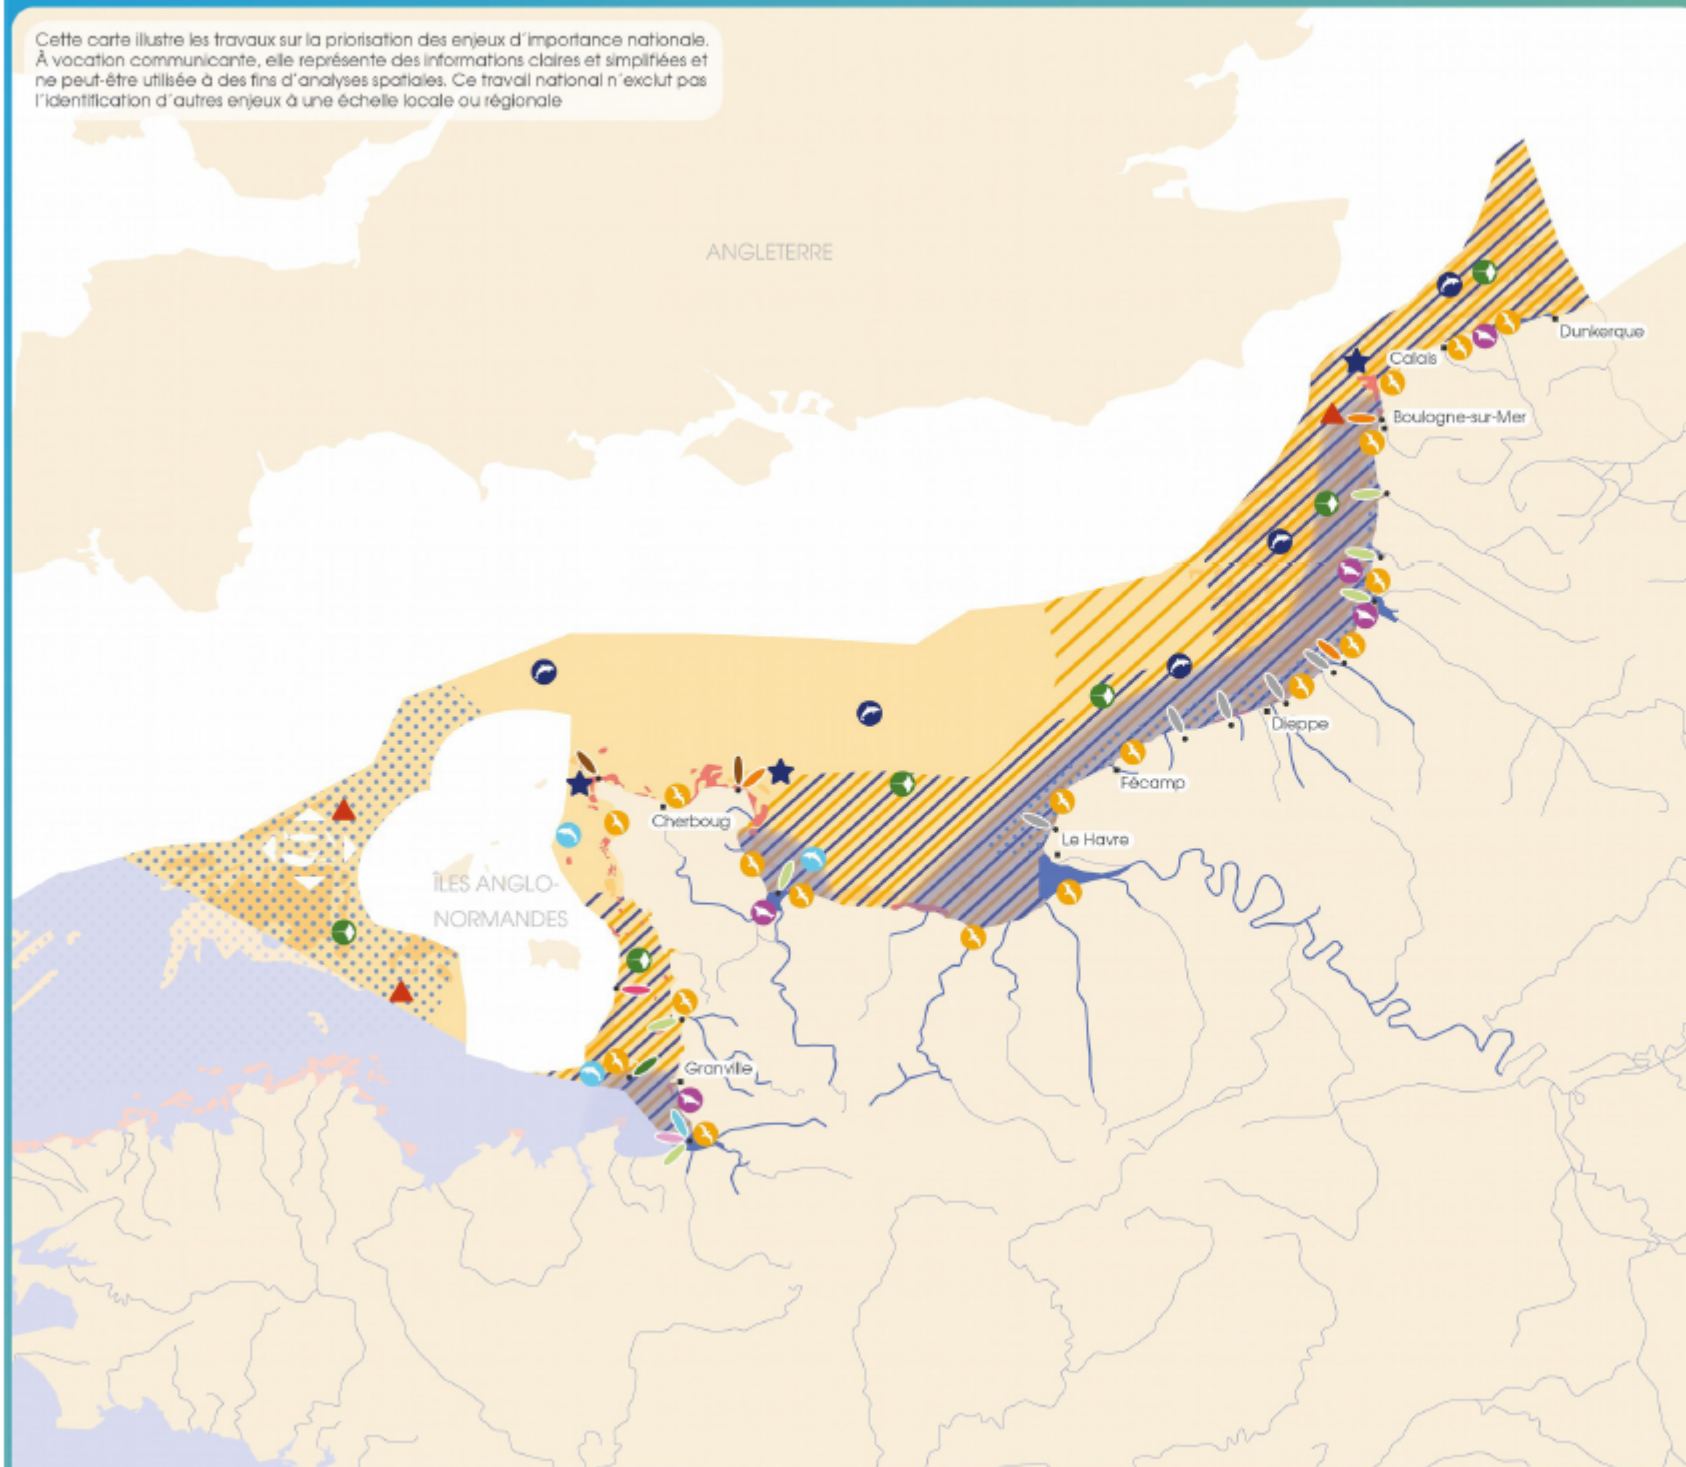 Cette carte illustre les travaux sur la priorisation des enjeux d'importance nationale.
À vocation communicante, elle représente des informations claires et simplifiées et
ne peut-être utilisée à des fins d'analyses spatiales. Ce travail national n'exclut pas
l'identification d'autres enjeux à une échelle locale ou régionale
ANGLETERRE
Dunkerque
Calais
Boulogne-sur-Mer
Dieppe
Fécamp
Cherboug
Le Havre
ÎLES ANGLO-
NORMANDES
Granville